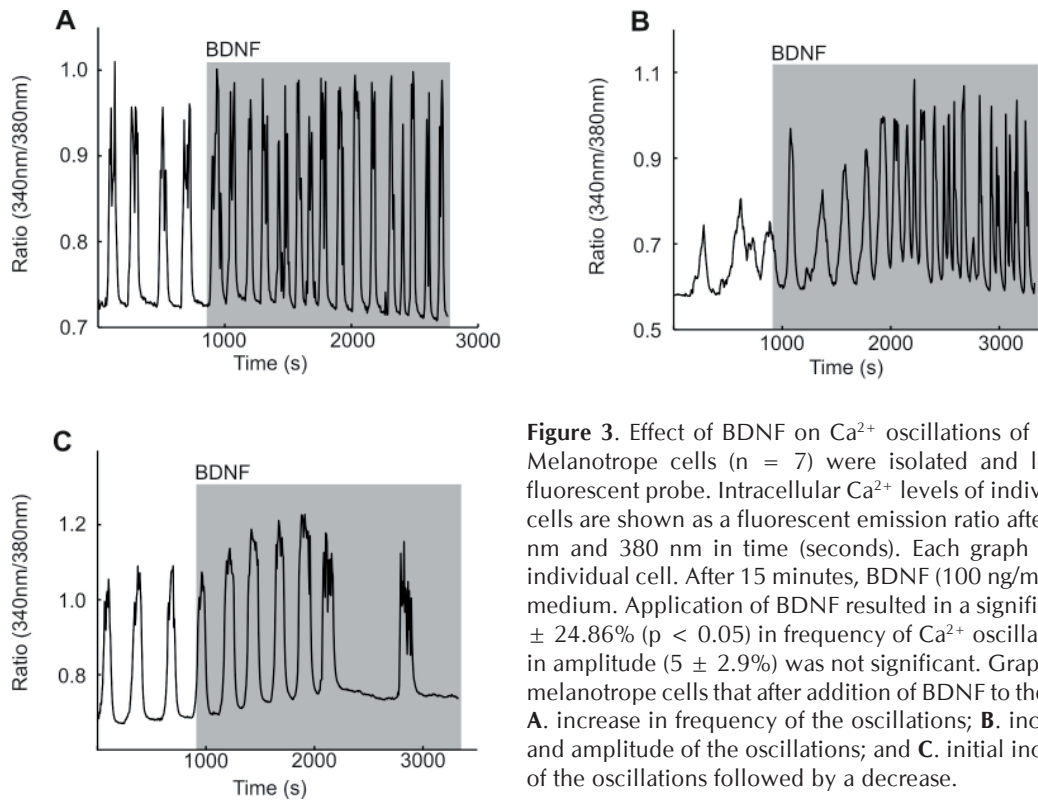 A
BDNF
Ratio (340nm/380nm)
1.0
0.9
0.8
0.7
1000
2000
3000
Time (s)
B
BDNF
Ratio (340nm/380nm)
1.1
0.9
0.7
0.5
1000
2000
3000
Time (s)
C
BDNF
Ratio (340nm/380nm)
1.2
1.0
0.8
1000
2000
3000
Time (s)
Figure 3. Effect of BDNF on Ca²⁺ oscillations of
Melanotrope cells (n = 7) were isolated and l
fluorescent probe. Intracellular Ca²⁺ levels of indiv
cells are shown as a fluorescent emission ratio afte
nm and 380 nm in time (seconds). Each graph
individual cell. After 15 minutes, BDNF (100 ng/m
medium. Application of BDNF resulted in a signifi
± 24.86% (p < 0.05) in frequency of Ca²⁺ oscilla
in amplitude (5 ± 2.9%) was not significant. Grap
melanotrope cells that after addition of BDNF to the
A. increase in frequency of the oscillations; B. inc
and amplitude of the oscillations; and C. initial inc
of the oscillations followed by a decrease.